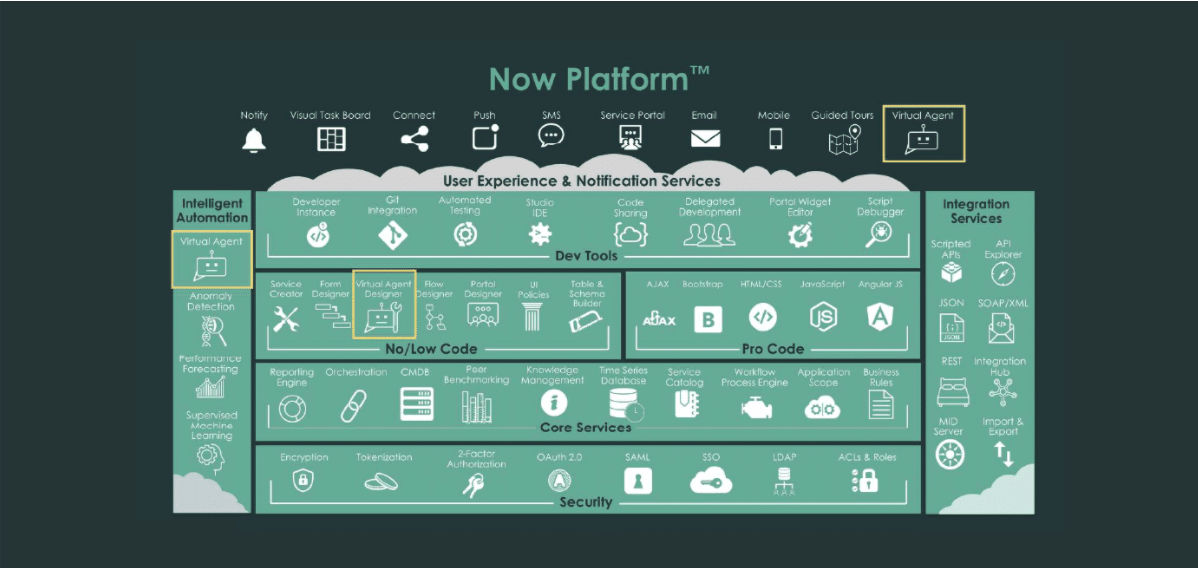 Now Platform™
Notify
Visual Task Board
Connect
Push
SMS
Service Portal
Email
Mobile
Guided Tours
Virtual Agent
User Experience & Notification Services
Intelligent
Automation
Virtual Agent
Anomaly
Detection
Performance
Forecasting
Supervised
Machine
Learning
Developer
Instance
Git
Integration
Automated
Testing
Studio
IDE
Code
Sharing
Delegated
Development
Portal Widget
Editor
Script
Debugger
Dev Tools
Service
Creator
Form
Designer
Virtual Agent
Designer
Flow
Designer
Portal
Designer
UI
Policies
Table &
Schema
Builder
No/Low Code
AJAX
Bootstrap
HTML/CSS
JavaScript
Angular JS
AJAX
B
JS
A
Pro Code
Reporting
Engine
Orchestration
CMDB
Peer
Benchmarking
Knowledge
Management
Time Series
Database
Service
Catalog
Workflow
Process Engine
Application
Scope
Business
Rules
Core Services
Encryption
Tokenization
2-Factor
Authorization
OAuth 2.0
SAML
SSO
LDAP
ACLs & Roles
A
Security
Integration
Services
Scripted
APIs
API
Explorer
JSON
SOAP/XML
JSON
REST
Integration
Hub
MID
Server
Import &
Export